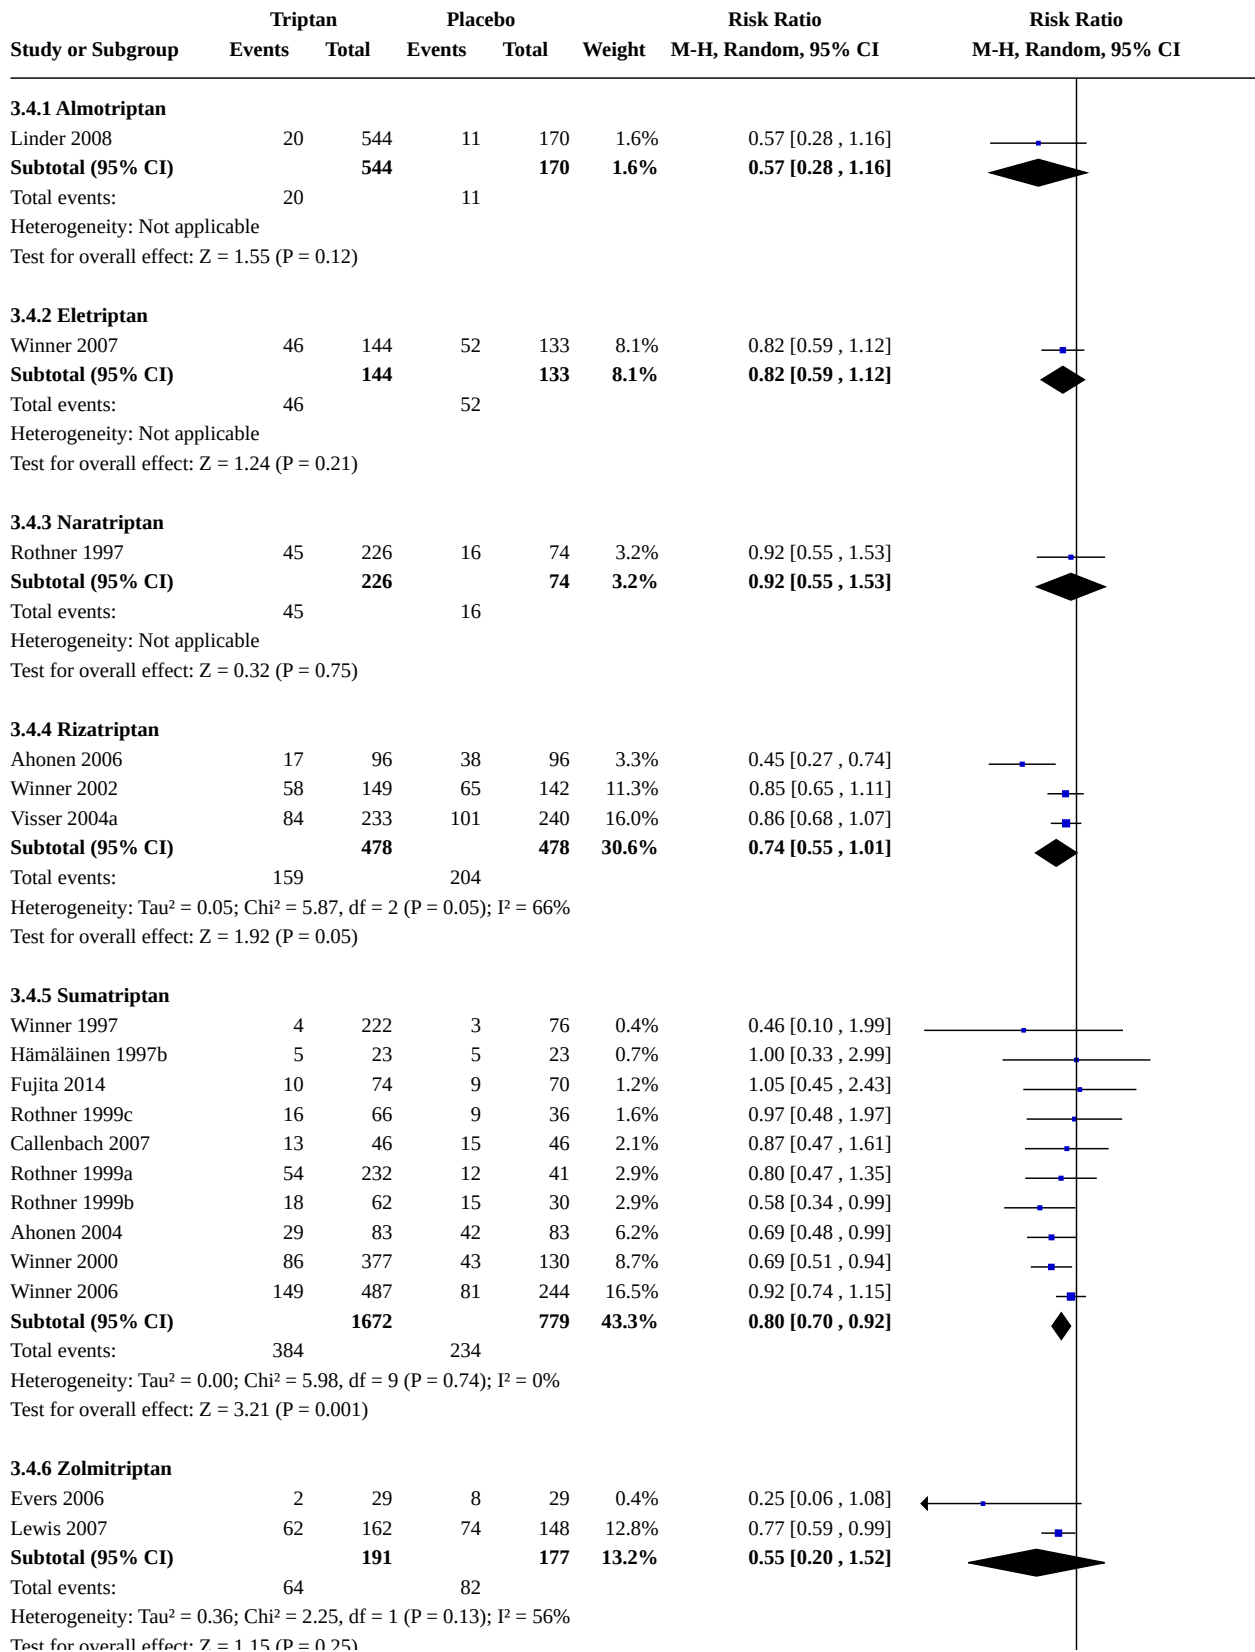 Triptan Placebo Risk Ratio Risk Ratio
Study or Subgroup Events Total Events Total Weight M-H, Random, 95% CI M-H, Random, 95% CI
3.4.1 Almotriptan
Linder 2008 20 544 11 170 1.6% 0.57 [0.28 , 1.16]
Subtotal (95% CI) 544 170 1.6% 0.57 [0.28 , 1.16]
Total events: 20 11
Heterogeneity: Not applicable
Test for overall effect: Z = 1.55 (P = 0.12)
3.4.2 Eletriptan
Winner 2007 46 144 52 133 8.1% 0.82 [0.59 , 1.12]
Subtotal (95% CI) 144 133 8.1% 0.82 [0.59 , 1.12]
Total events: 46 52
Heterogeneity: Not applicable
Test for overall effect: Z = 1.24 (P = 0.21)
3.4.3 Naratriptan
Rothner 1997 45 226 16 74 3.2% 0.92 [0.55 , 1.53]
Subtotal (95% CI) 226 74 3.2% 0.92 [0.55 , 1.53]
Total events: 45 16
Heterogeneity: Not applicable
Test for overall effect: Z = 0.32 (P = 0.75)
3.4.4 Rizatriptan
Ahonen 2006 17 96 38 96 3.3% 0.45 [0.27 , 0.74]
Winner 2002 58 149 65 142 11.3% 0.85 [0.65 , 1.11]
Visser 2004a 84 233 101 240 16.0% 0.86 [0.68 , 1.07]
Subtotal (95% CI) 478 478 30.6% 0.74 [0.55 , 1.01]
Total events: 159 204
Heterogeneity: Tau² = 0.05; Chi² = 5.87, df = 2 (P = 0.05); I² = 66%
Test for overall effect: Z = 1.92 (P = 0.05)
3.4.5 Sumatriptan
Winner 1997 4 222 3 76 0.4% 0.46 [0.10 , 1.99]
Hämäläinen 1997b 5 23 5 23 0.7% 1.00 [0.33 , 2.99]
Fujita 2014 10 74 9 70 1.2% 1.05 [0.45 , 2.43]
Rothner 1999c 16 66 9 36 1.6% 0.97 [0.48 , 1.97]
Callenbach 2007 13 46 15 46 2.1% 0.87 [0.47 , 1.61]
Rothner 1999a 54 232 12 41 2.9% 0.80 [0.47 , 1.35]
Rothner 1999b 18 62 15 30 2.9% 0.58 [0.34 , 0.99]
Ahonen 2004 29 83 42 83 6.2% 0.69 [0.48 , 0.99]
Winner 2000 86 377 43 130 8.7% 0.69 [0.51 , 0.94]
Winner 2006 149 487 81 244 16.5% 0.92 [0.74 , 1.15]
Subtotal (95% CI) 1672 779 43.3% 0.80 [0.70 , 0.92]
Total events: 384 234
Heterogeneity: Tau² = 0.00; Chi² = 5.98, df = 9 (P = 0.74); I² = 0%
Test for overall effect: Z = 3.21 (P = 0.001)
3.4.6 Zolmitriptan
Evers 2006 2 29 8 29 0.4% 0.25 [0.06 , 1.08]
Lewis 2007 62 162 74 148 12.8% 0.77 [0.59 , 0.99]
Subtotal (95% CI) 191 177 13.2% 0.55 [0.20 , 1.52]
Total events: 64 82
Heterogeneity: Tau² = 0.36; Chi² = 2.25, df = 1 (P = 0.13); I² = 56%
Test for overall effect: Z = 1.15 (P = 0.25)